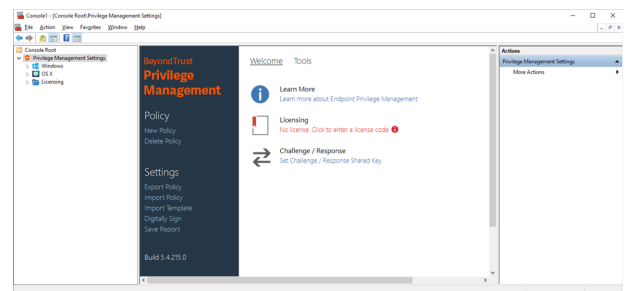 Console1 - [Console Root\Privilege Management Settings]
File Action View Favorites Window Help
Console Root
Privilege Management Settings
Windows
OS X
Licensing
BeyondTrust
Privilege
Management
Policy
New Policy
Delete Policy
Settings
Export Policy
Import Policy
Import Template
Digitally Sign
Save Report
Build 5.4.215.0
Welcome Tools
Learn More
Learn more about Endpoint Privilege Management
Licensing
No license. Click to enter a license code
Challenge / Response
Set Challenge / Response Shared Key
Actions
Privilege Management Settings
More Actions